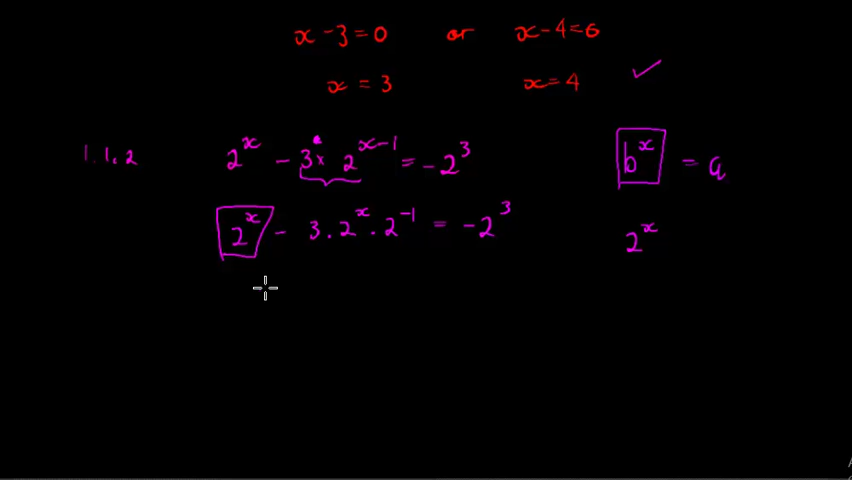 x - 3 = 0 or x - 4 = 0
x = 3 x = 4 ✓
1.1.2 2^x - 3 × 2^{x-1} = -2^3 b^x = a
2^x - 3 . 2^x . 2^{-1} = -2^3 2^x